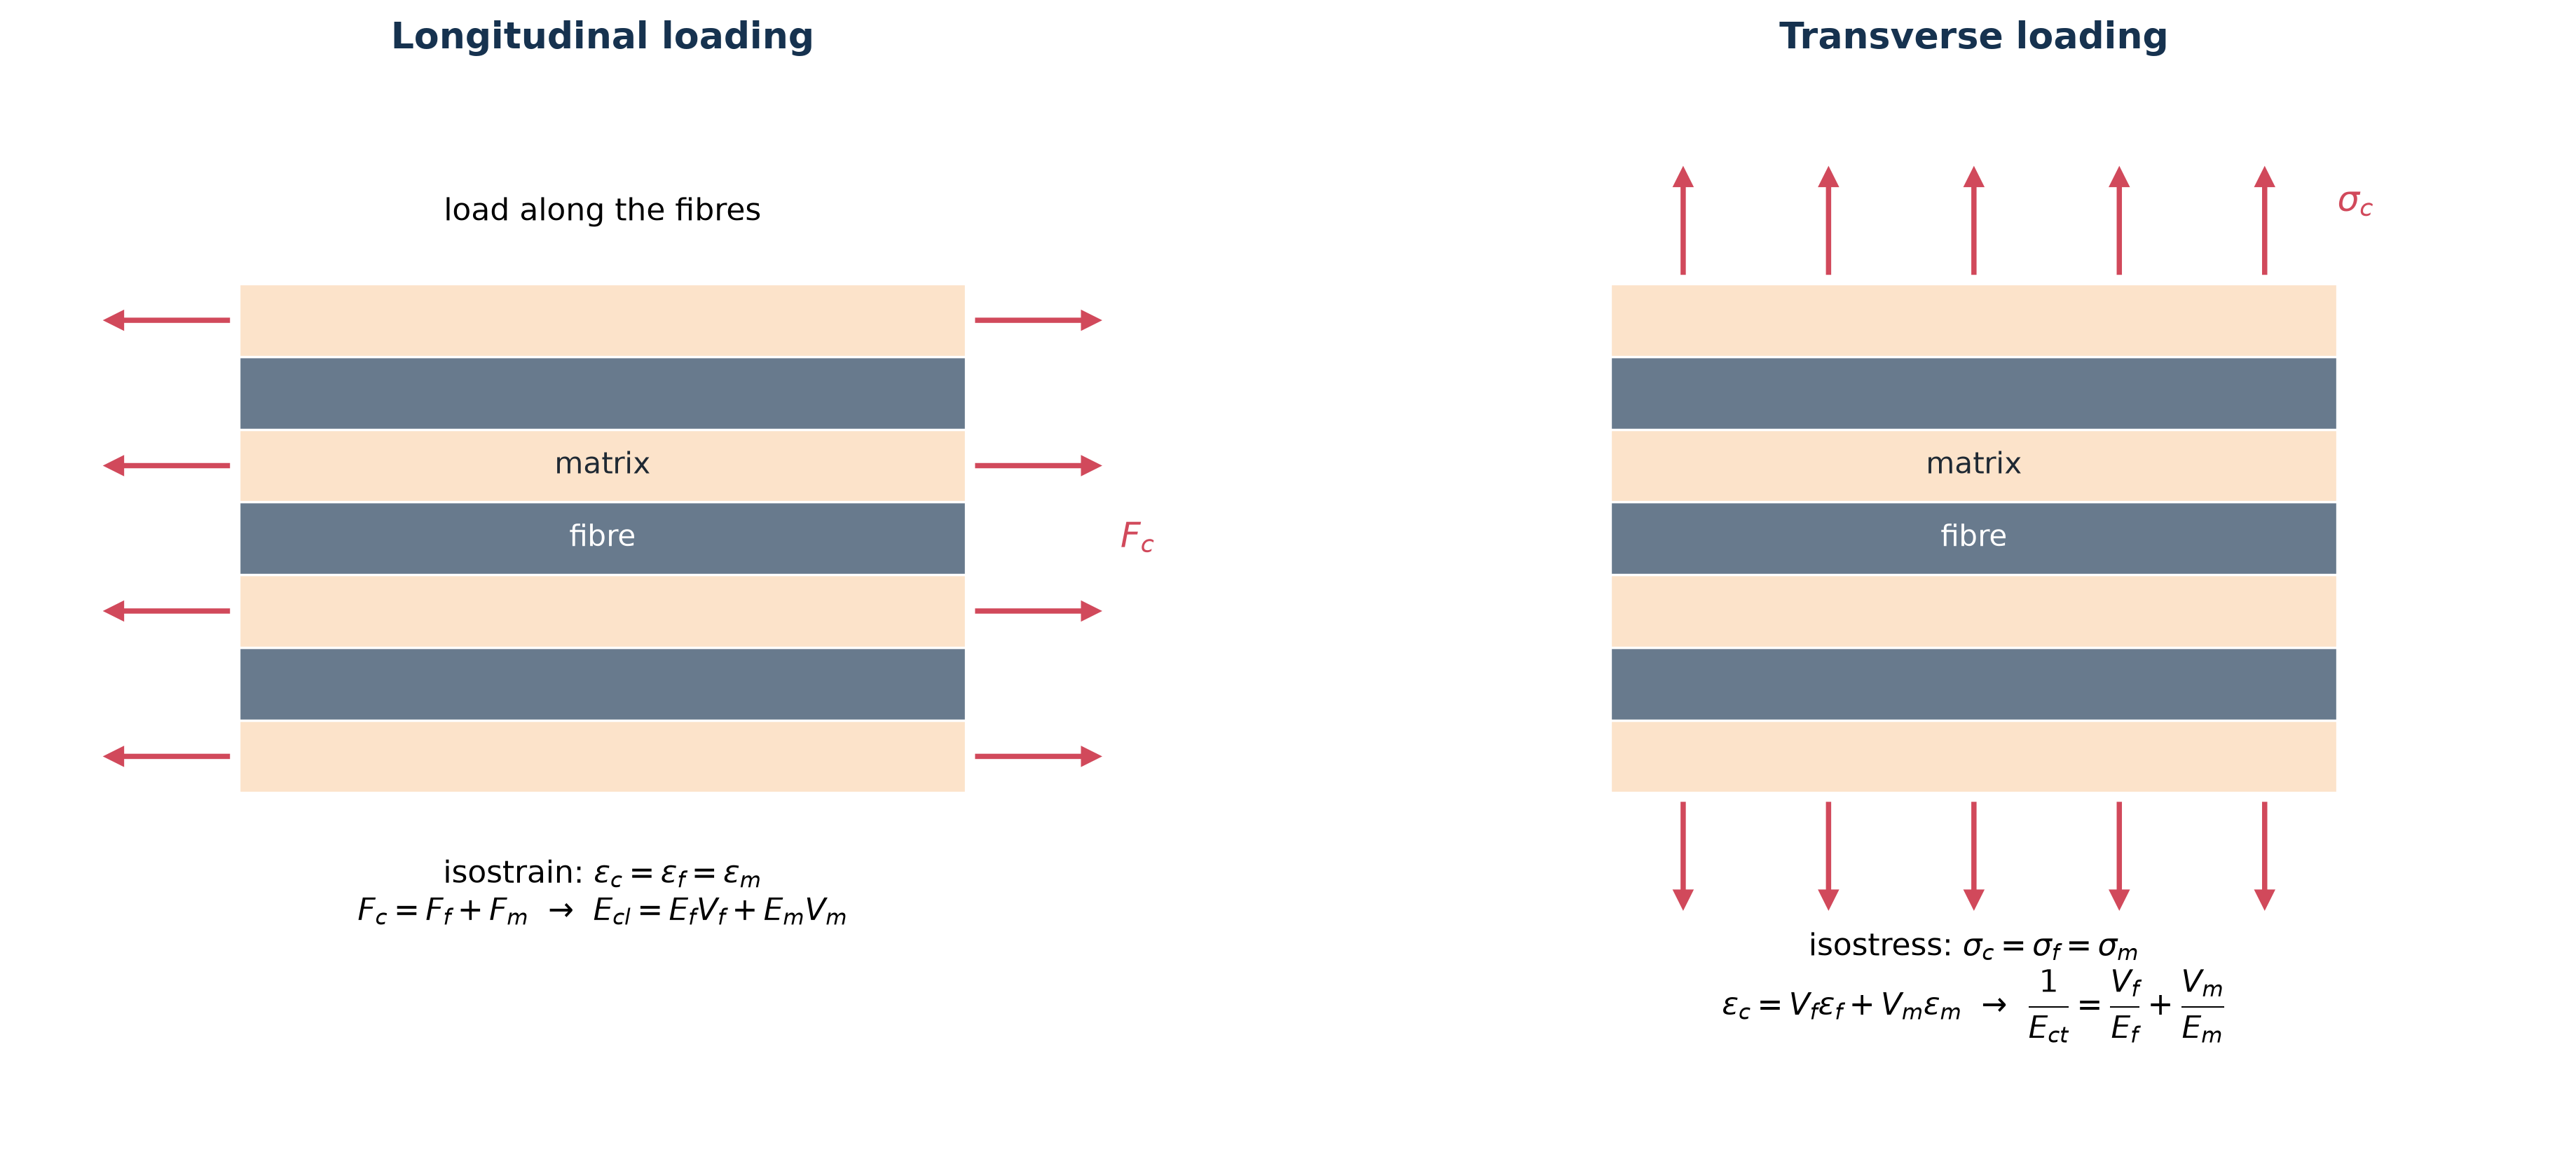 Longitudinal loading
load along the fibres
matrix
fibre
F_c
isostrain: ε_c = ε_f = ε_m
F_c = F_f + F_m → E_cl = E_f V_f + E_m V_m
Transverse loading
σ_c
matrix
fibre
isostress: σ_c = σ_f = σ_m
ε_c = V_f ε_f + V_m ε_m → 1/E_ct = V_f/E_f + V_m/E_m